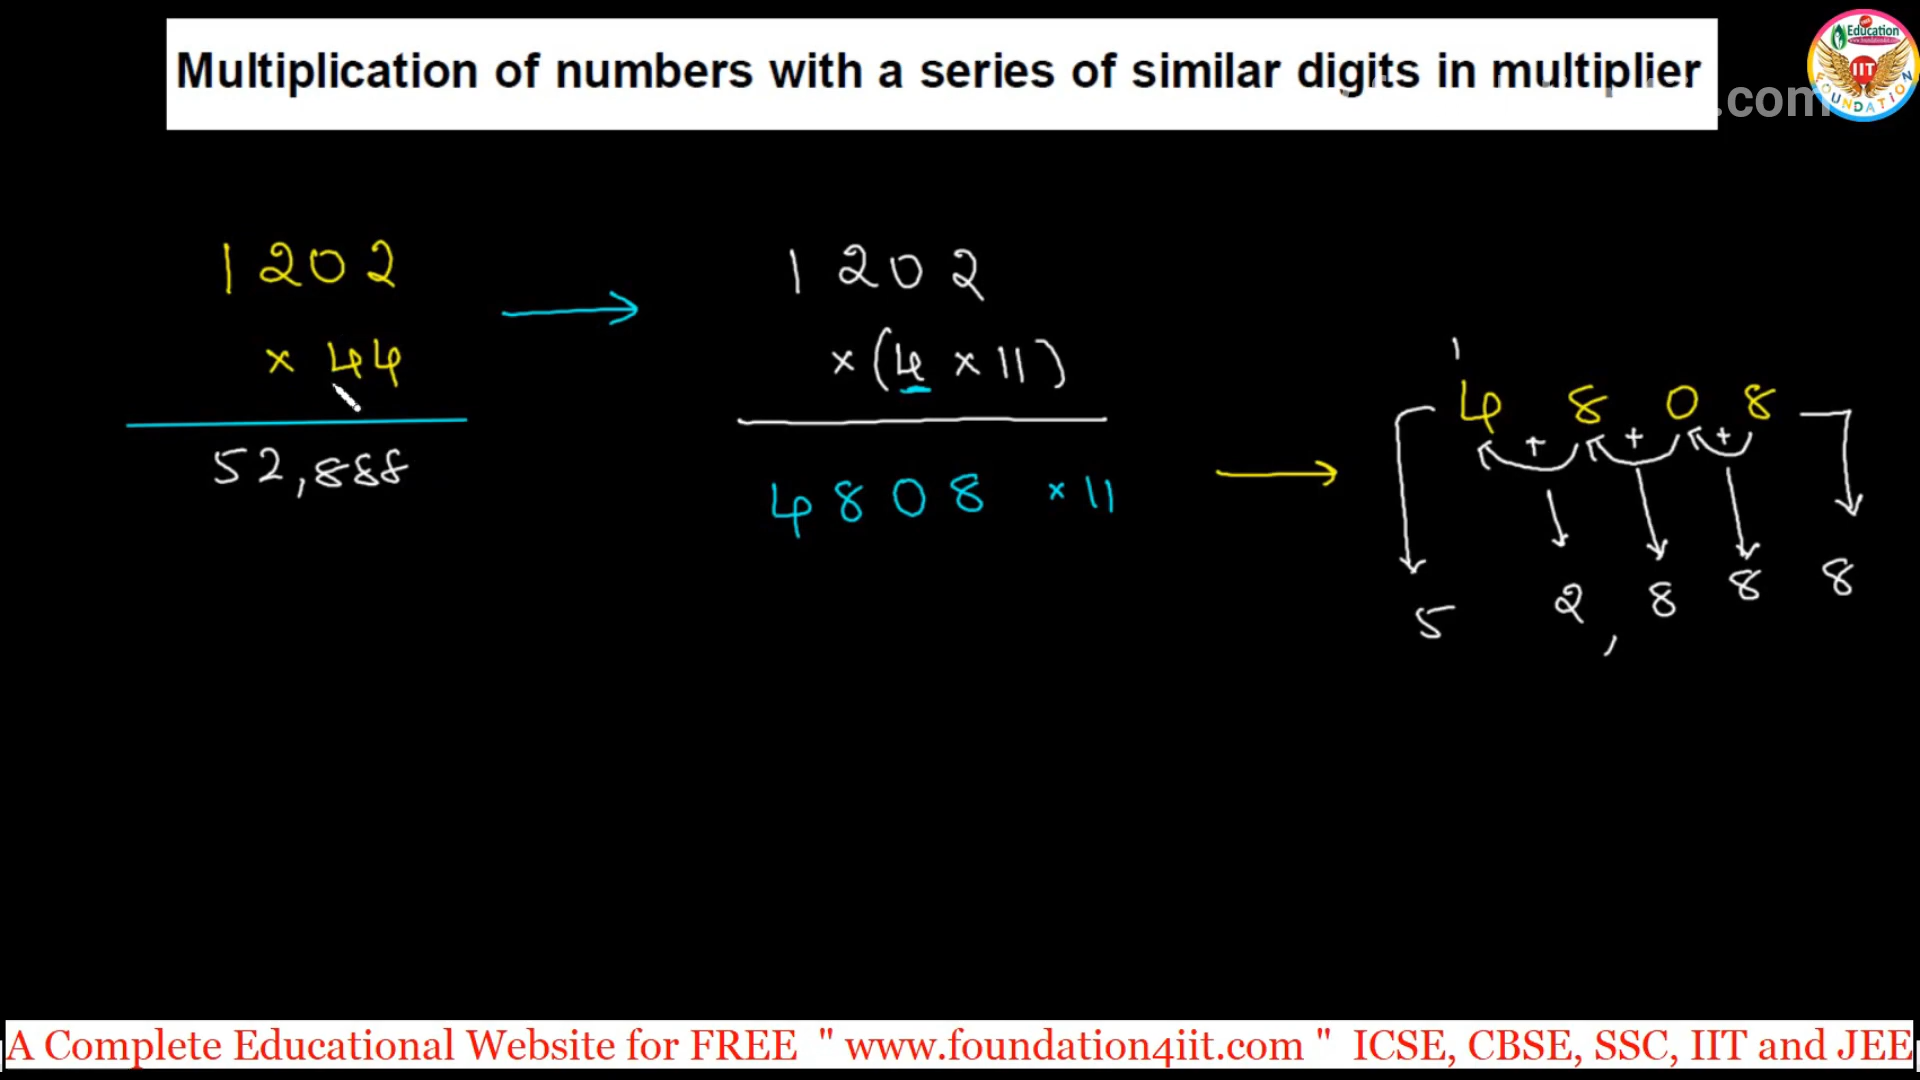 Multiplication of numbers with a series of similar digits in multiplier
.com
Education
IIT
FOUNDATION
1202
× 44
52,888
1202
× (4 × 11)
4808 × 11
1
4 8 0 8
+ + +
5 2, 8 8 8
A Complete Educational Website for FREE " www.foundation4iit.com " ICSE, CBSE, SSC, IIT and JEE